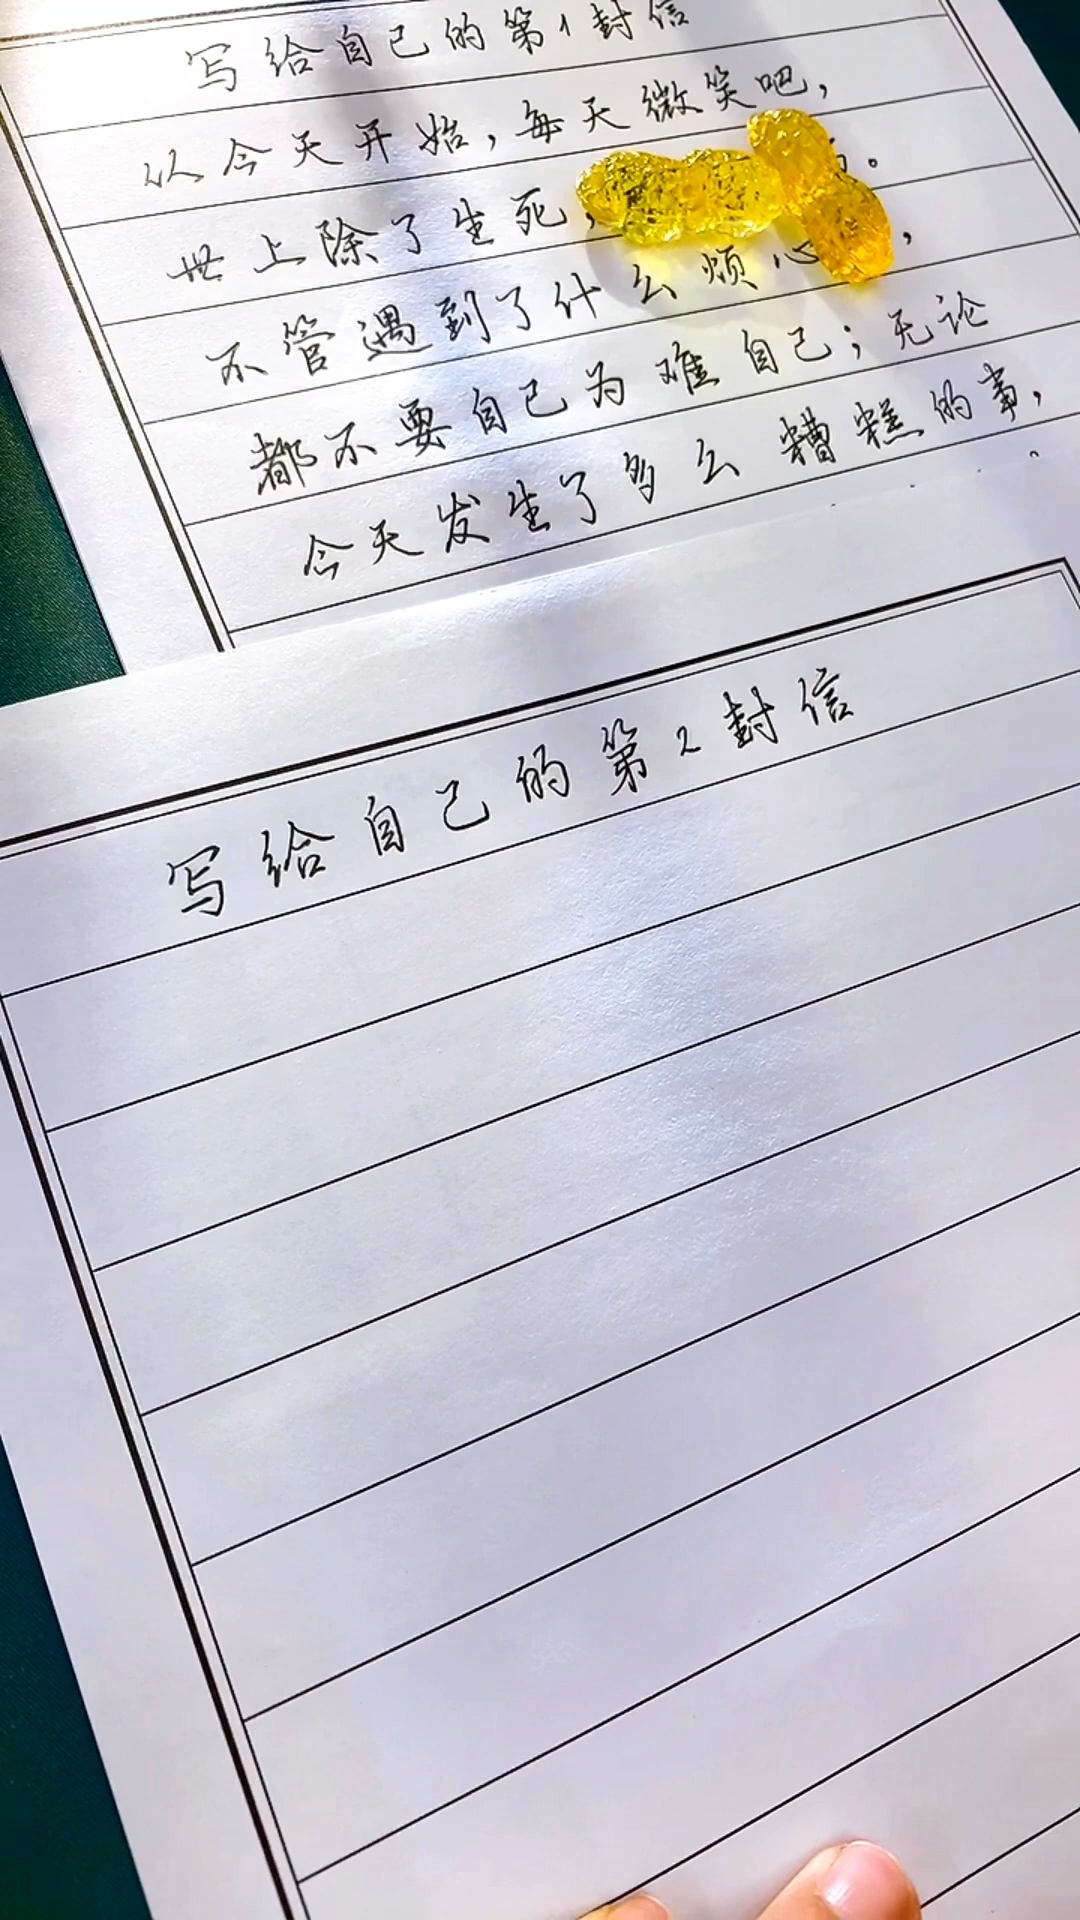 写给自己的第1封信
从今天开始,每天微笑吧,
世上除了生死,
不管遇到了什么烦心,
都不要自己为难自己;无论
今天发生了多么糟糕的事,
写给自己的第2封信